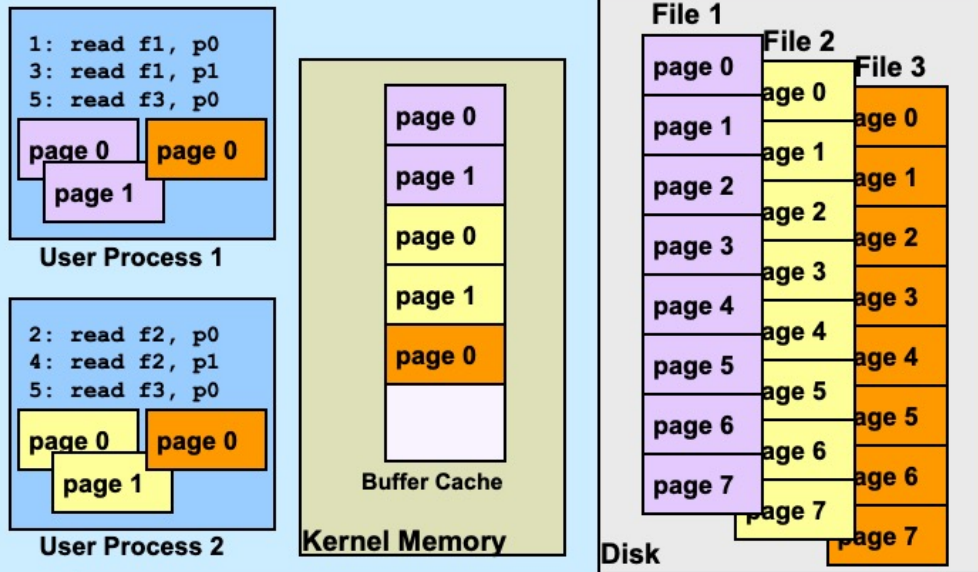 1: read f1, p0
3: read f1, p1
5: read f3, p0
page 0
page 0
page 1
User Process 1
2: read f2, p0
4: read f2, p1
5: read f3, p0
page 0
page 0
page 1
User Process 2
page 0
page 1
page 0
page 1
page 0
Buffer Cache
Kernel Memory
File 1
page 0
page 1
page 2
page 3
page 4
page 5
page 6
page 7
File 2
age 0
age 1
age 2
age 3
age 4
age 5
age 6
page 7
File 3
age 0
age 1
age 2
age 3
age 4
age 5
age 6
page 7
Disk